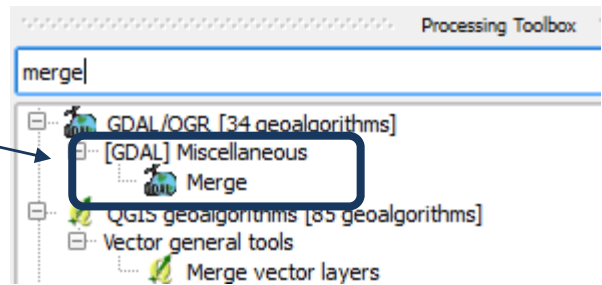 Processing Toolbox
merge
GDAL/OGR [34 geoalgorithms]
[GDAL] Miscellaneous
Merge
QGIS geoalgorithms [85 geoalgorithms]
Vector general tools
Merge vector layers